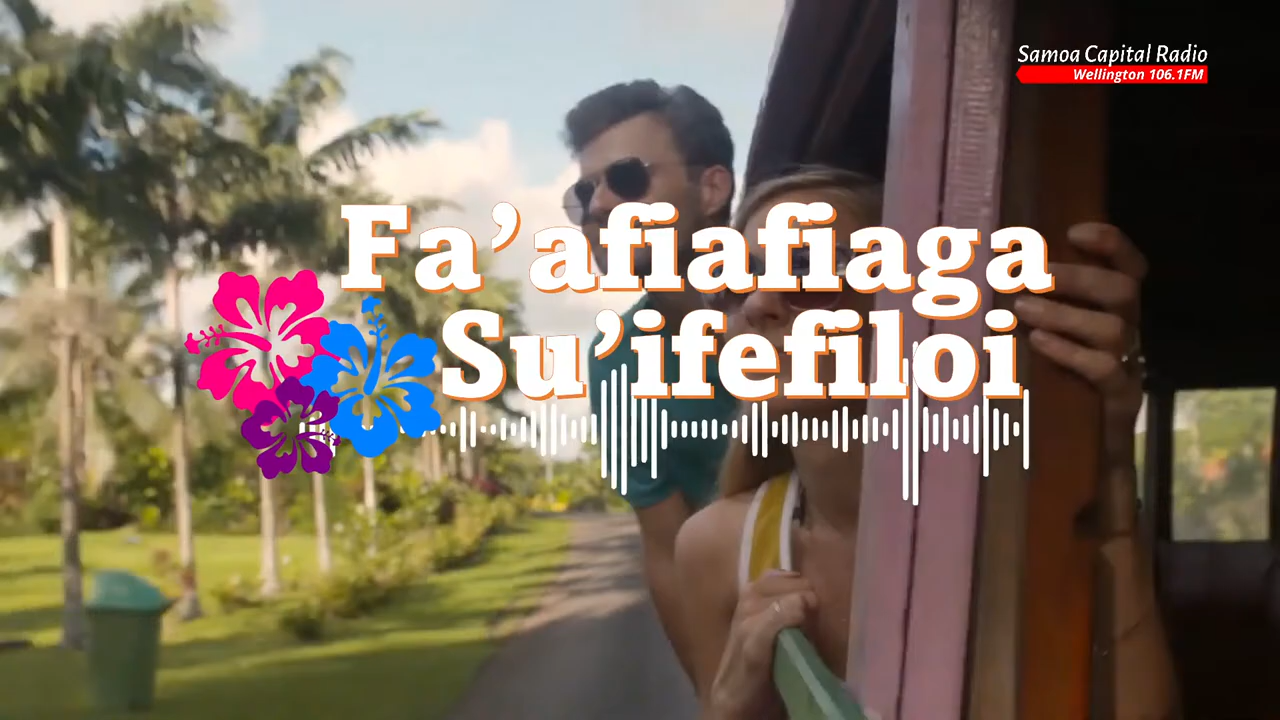 Samoa Capital Radio
Wellington 106.1FM
Fa’afiafiaga
Su’ifefiloi